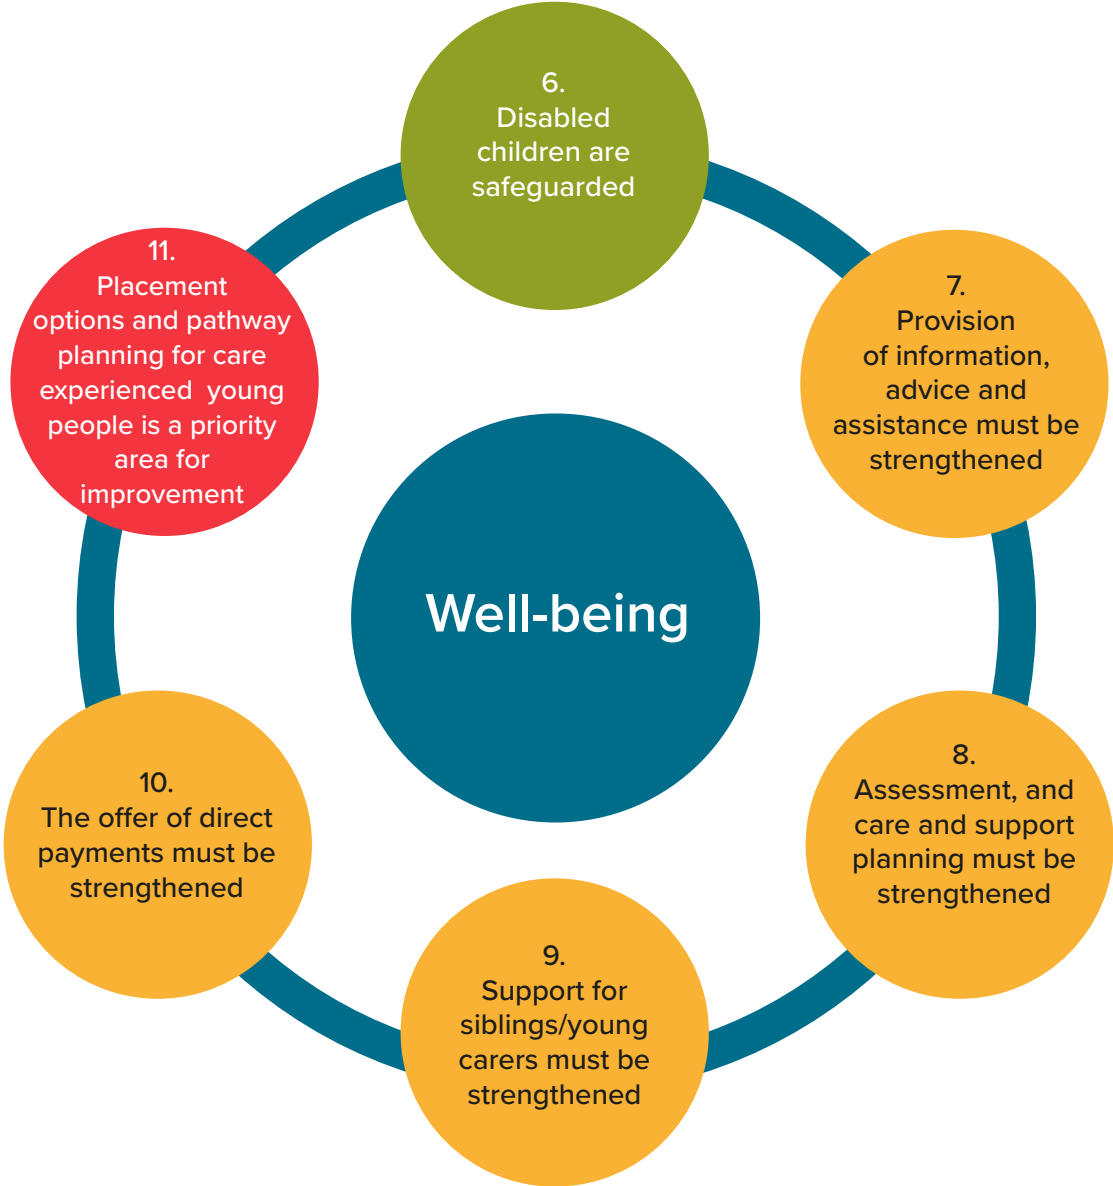 6.
Disabled
children are
safeguarded
7.
Provision
of information,
advice and
assistance must be
strengthened
8.
Assessment, and
care and support
planning must be
strengthened
9.
Support for
siblings/young
carers must be
strengthened
10.
The offer of direct
payments must be
strengthened
11.
Placement
options and pathway
planning for care
experienced  young
people is a priority
area for
improvement
Well-being